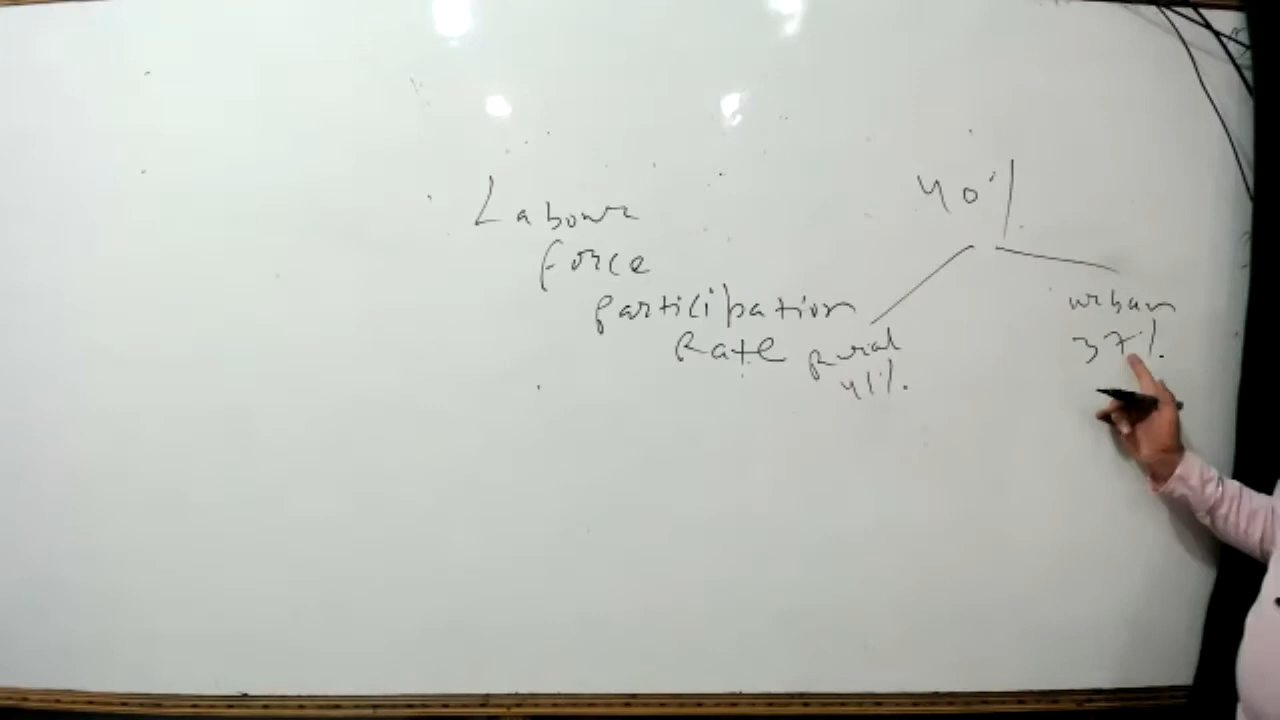 Labour
force
participation
Rate
40%
Rural
41%.
urban
37%.